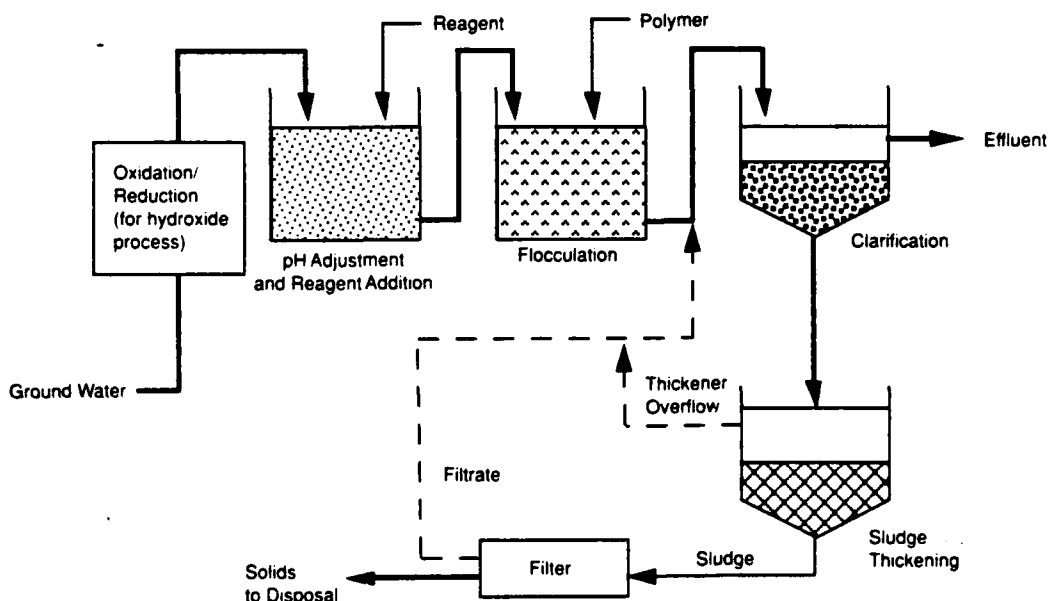 Reagent
Polymer
Oxidation/
Reduction
(for hydroxide
process)
Effluent
pH Adjustment
and Reagent Addition
Flocculation
Clarification
Ground Water
Thickener
Overflow
Filtrate
Sludge
Thickening
Sludge
Filter
Solids
to Disposal